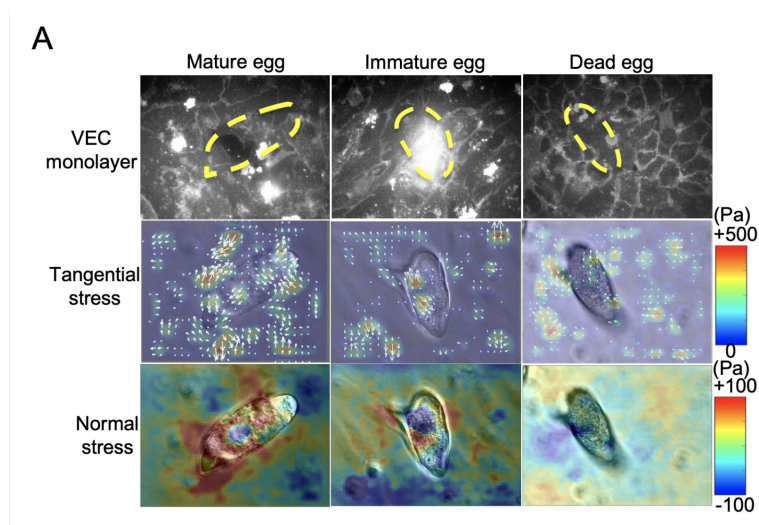 A
Mature egg
Immature egg
Dead egg
VEC
monolayer
Tangential
stress
(Pa)
+500
0
Normal
stress
(Pa)
+100
-100